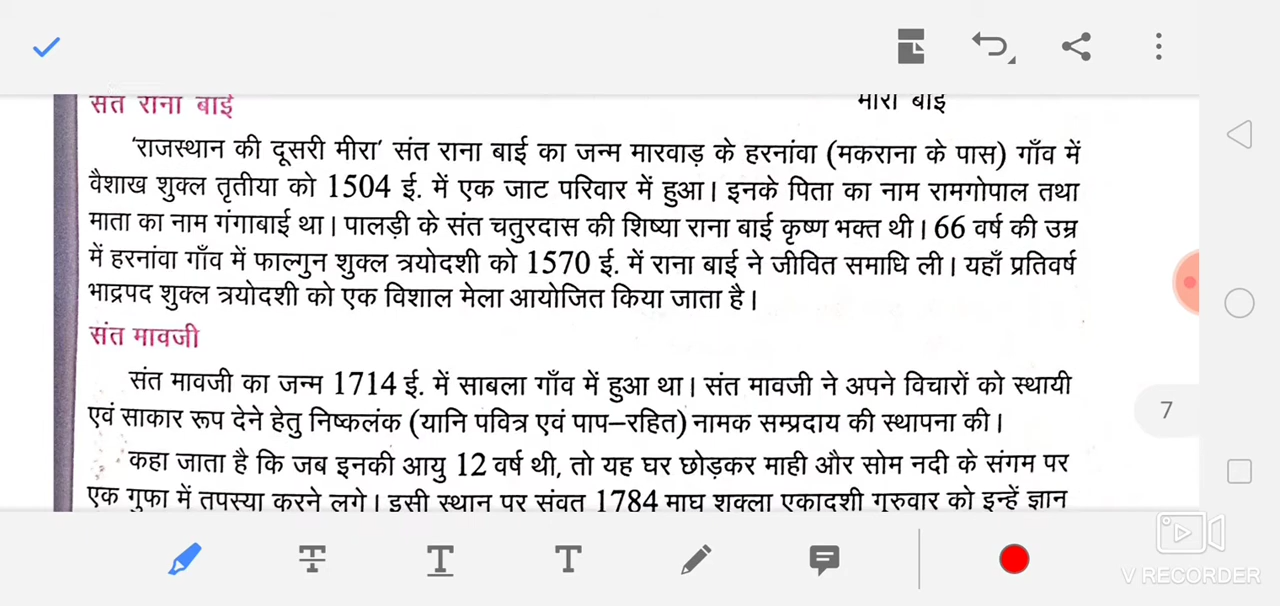 संत राना बाई
मीरा बाई
'राजस्थान की दूसरी मीरा' संत राना बाई का जन्म मारवाड़ के हरनांवा (मकराना के पास) गाँव में
वैशाख शुक्ल तृतीया को 1504 ई. में एक जाट परिवार में हुआ। इनके पिता का नाम रामगोपाल तथा
माता का नाम गंगाबाई था। पालड़ी के संत चतुरदास की शिष्या राना बाई कृष्ण भक्त थी। 66 वर्ष की उम्र
में हरनांवा गाँव में फाल्गुन शुक्ल त्रयोदशी को 1570 ई. में राना बाई ने जीवित समाधि ली। यहाँ प्रतिवर्ष
भाद्रपद शुक्ल त्रयोदशी को एक विशाल मेला आयोजित किया जाता है।
संत मावजी
संत मावजी का जन्म 1714 ई. में साबला गाँव में हुआ था। संत मावजी ने अपने विचारों को स्थायी
एवं साकार रूप देने हेतु निष्कलंक (यानि पवित्र एवं पाप-रहित) नामक सम्प्रदाय की स्थापना की।
7
कहा जाता है कि जब इनकी आयु 12 वर्ष थी, तो यह घर छोड़कर माही और सोम नदी के संगम पर
एक गुफा में तपस्या करने लगे। इसी स्थान पर संवत 1784 माघ शुक्ला एकादशी गुरुवार को इन्हें ज्ञान
V RECORDER